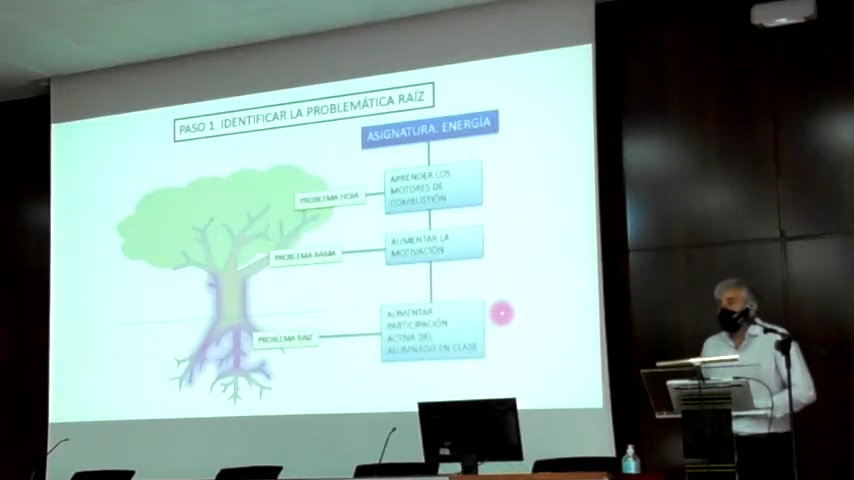 PASO 1. IDENTIFICAR LA PROBLEMÁTICA RAÍZ
ASIGNATURA: ENERGÍA
PROBLEMA HOJA
APRENDER LOS
MOTORES DE
COMBUSTIÓN
PROBLEMA RAMA
AUMENTAR LA
MOTIVACIÓN
PROBLEMA RAIZ
AUMENTAR
PARTICIPACIÓN
ACTIVA DEL
ALUMNADO EN CLASE